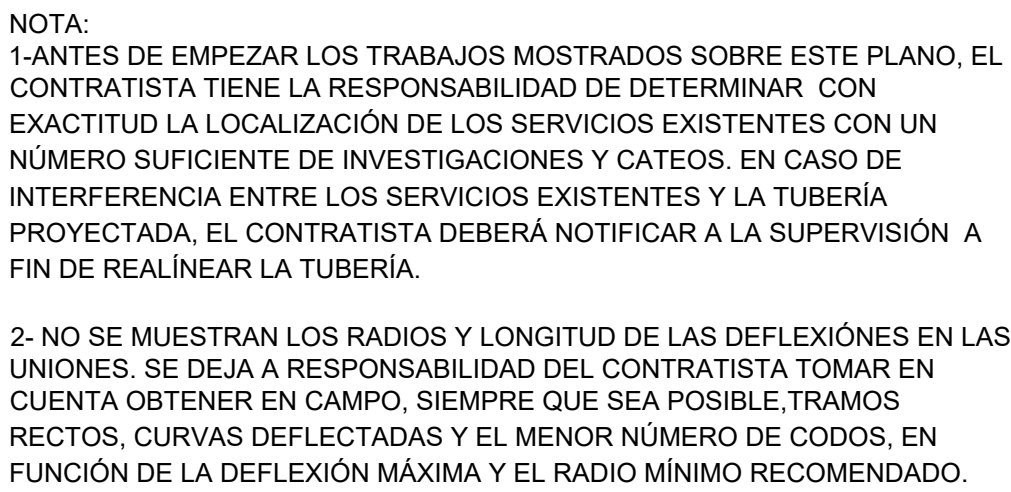 NOTA:
1-ANTES DE EMPEZAR LOS TRABAJOS MOSTRADOS SOBRE ESTE PLANO, EL
CONTRATISTA TIENE LA RESPONSABILIDAD DE DETERMINAR  CON
EXACTITUD LA LOCALIZACIÓN DE LOS SERVICIOS EXISTENTES CON UN
NÚMERO SUFICIENTE DE INVESTIGACIONES Y CATEOS. EN CASO DE
INTERFERENCIA ENTRE LOS SERVICIOS EXISTENTES Y LA TUBERÍA
PROYECTADA, EL CONTRATISTA DEBERÁ NOTIFICAR A LA SUPERVISIÓN  A
FIN DE REALÍNEAR LA TUBERÍA.

2- NO SE MUESTRAN LOS RADIOS Y LONGITUD DE LAS DEFLEXIÓNES EN LAS
UNIONES. SE DEJA A RESPONSABILIDAD DEL CONTRATISTA TOMAR EN
CUENTA OBTENER EN CAMPO, SIEMPRE QUE SEA POSIBLE,TRAMOS
RECTOS, CURVAS DEFLECTADAS Y EL MENOR NÚMERO DE CODOS, EN
FUNCIÓN DE LA DEFLEXIÓN MÁXIMA Y EL RADIO MÍNIMO RECOMENDADO.